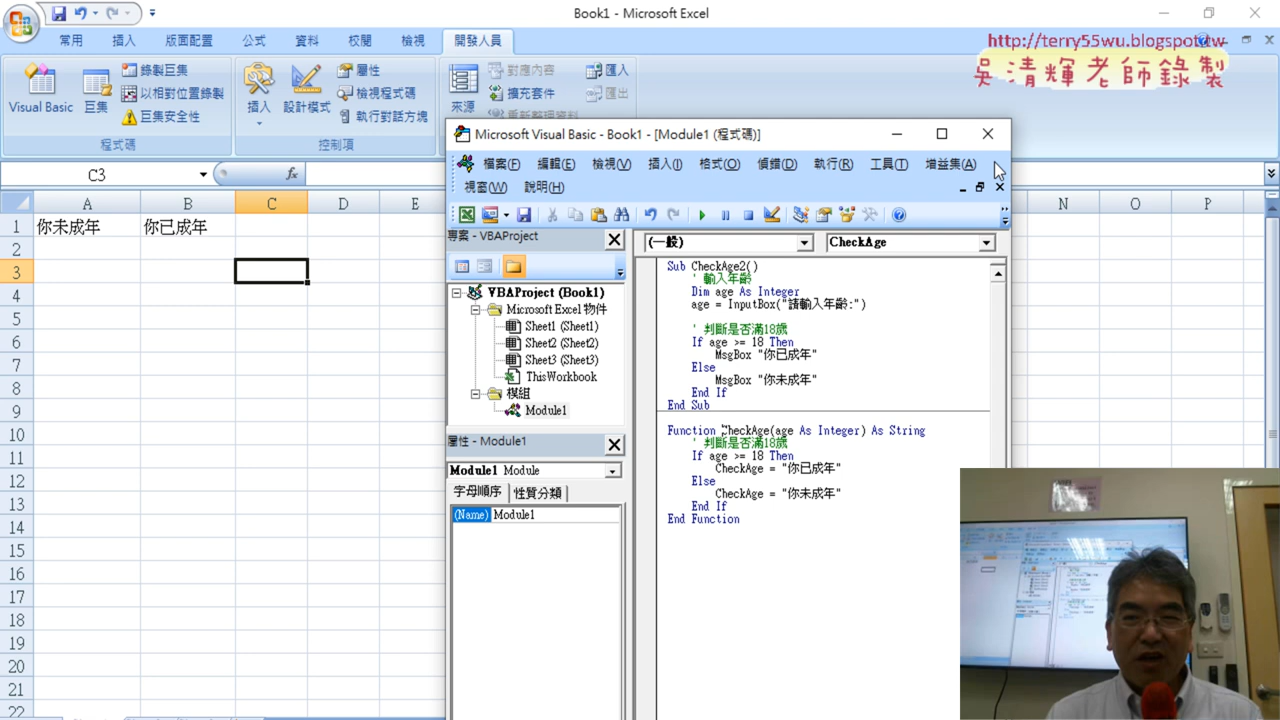 Book1 - Microsoft Excel
常用 插入 版面配置 公式 資料 校閱 檢視 開發人員
http://terry55wu.blogspot.tw
吳清輝老師錄製
Visual Basic 巨集 錄製巨集 以相對位置錄製 巨集安全性
程式碼
插入 設計模式 屬性 檢視程式碼 執行對話方塊
控制項
來源 對應內容 擴充套件 重新整理資料 匯入 匯出
C3 fx
A B C D E N O P
1 你未成年 你已成年
2
3
4
5
6
7
8
9
10
11
12
13
14
15
16
17
18
19
20
21
22
Microsoft Visual Basic - Book1 - [Module1 (程式碼)]
檔案(F) 編輯(E) 檢視(V) 插入(I) 格式(O) 偵錯(D) 執行(R) 工具(T) 增益集(A)
視窗(W) 說明(H)
專案 - VBAProject
VBAProject (Book1)
Microsoft Excel 物件
Sheet1 (Sheet1)
Sheet2 (Sheet2)
Sheet3 (Sheet3)
ThisWorkbook
模組
Module1
屬性 - Module1
Module1 Module
字母順序 性質分類
(Name) Module1
(一般) CheckAge
Sub CheckAge2()
' 輸入年齡
Dim age As Integer
age = InputBox("請輸入年齡:")
' 判斷是否滿18歲
If age >= 18 Then
MsgBox "你已成年"
Else
MsgBox "你未成年"
End If
End Sub
Function CheckAge(age As Integer) As String
' 判斷是否滿18歲
If age >= 18 Then
CheckAge = "你已成年"
Else
CheckAge = "你未成年"
End If
End Function